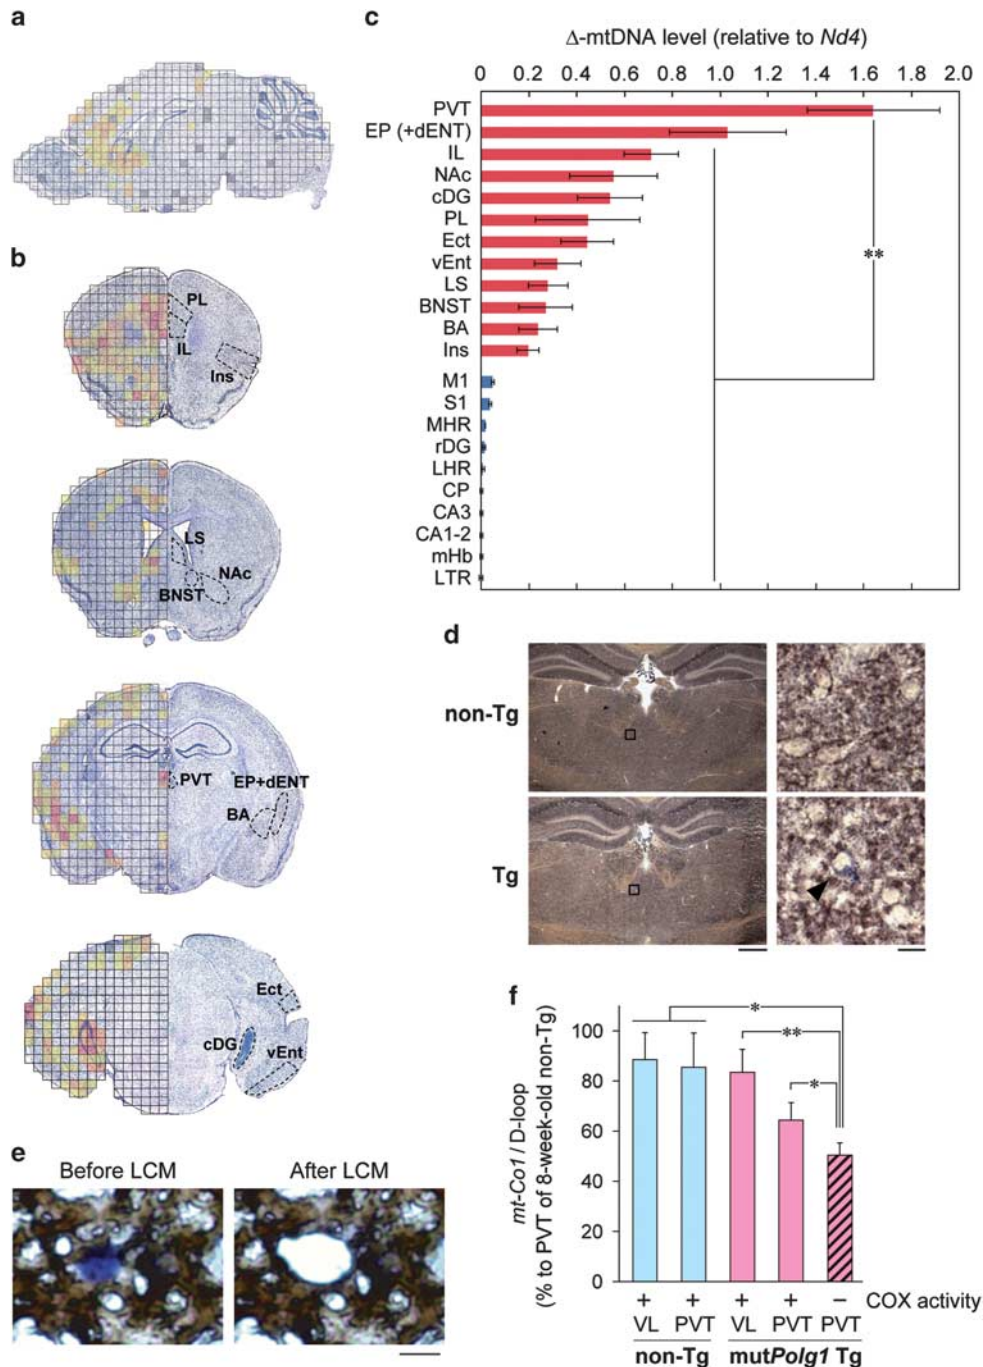 a
b
PL
IL
Ins
LS
NAc
BNST
PVT
EP+dENT
BA
Ect
cDG
vEnt
c
Δ-mtDNA level (relative to Nd4)
0 0.2 0.4 0.6 0.8 1.0 1.2 1.4 1.6 1.8 2.0
PVT
EP (+dENT)
IL
NAc
cDG
PL
Ect
vEnt
LS
BNST
BA
Ins
M1
S1
MHR
rDG
LHR
CP
CA3
CA1-2
mHb
LTR
**
d
non-Tg
Tg
e
Before LCM
After LCM
f
mt-Co1 / D-loop
(% to PVT of 8-week-old non-Tg)
100
80
60
40
20
0
*
**
*
+ + + + − COX activity
VL PVT VL PVT PVT
non-Tg mutPolg1 Tg